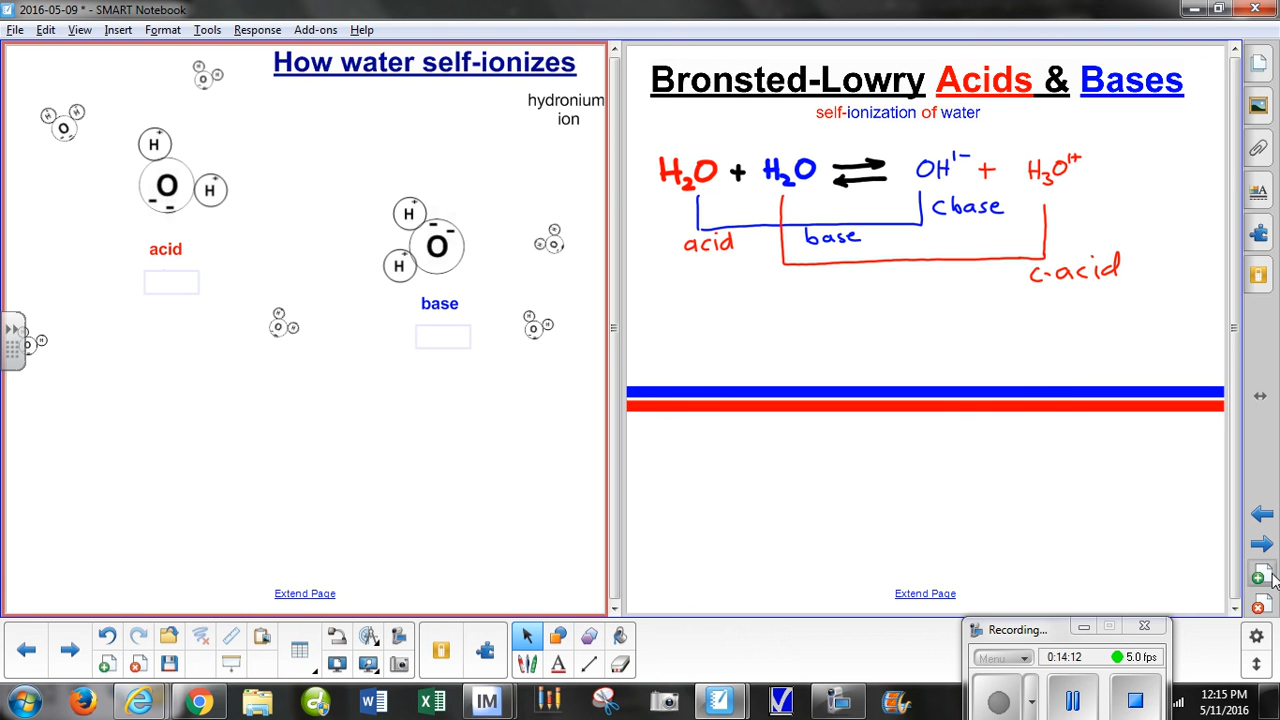 2016-05-09 * - SMART Notebook
File Edit View Insert Format Tools Response Add-ons Help
How water self-ionizes
hydronium
ion
H + H O - - H
acid
H - - O H
base
Bronsted-Lowry Acids & Bases
self-ionization of water
H₂O + H₂O ⇌ OH¹⁻ + H₃O¹⁺
acid base c base
c-acid
Extend Page
Extend Page
Recording...
Menu 0:14:12 5.0 fps
IM
12:15 PM
5/11/2016